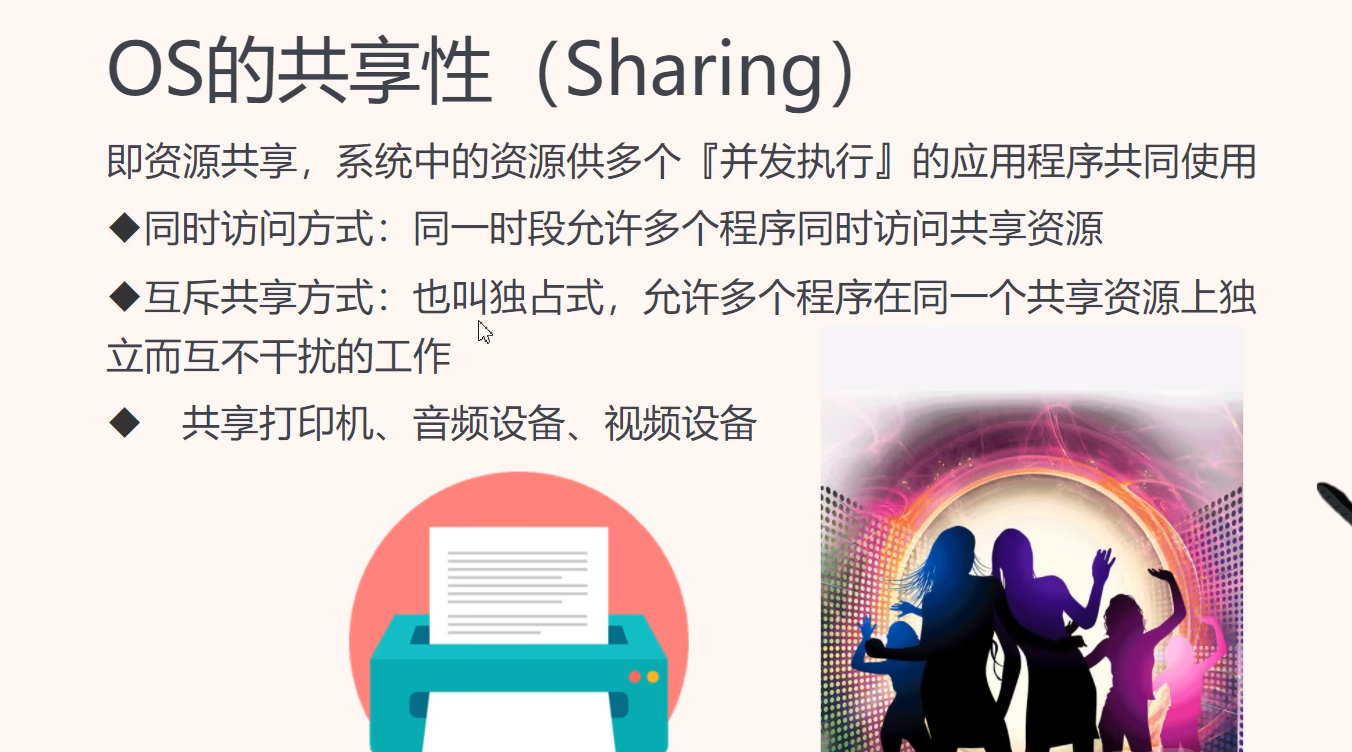 OS的共享性（Sharing）
即资源共享，系统中的资源供多个『并发执行』的应用程序共同使用
◆同时访问方式：同一时段允许多个程序同时访问共享资源
◆互斥共享方式：也叫独占式，允许多个程序在同一个共享资源上独
立而互不干扰的工作
◆ 共享打印机、音频设备、视频设备